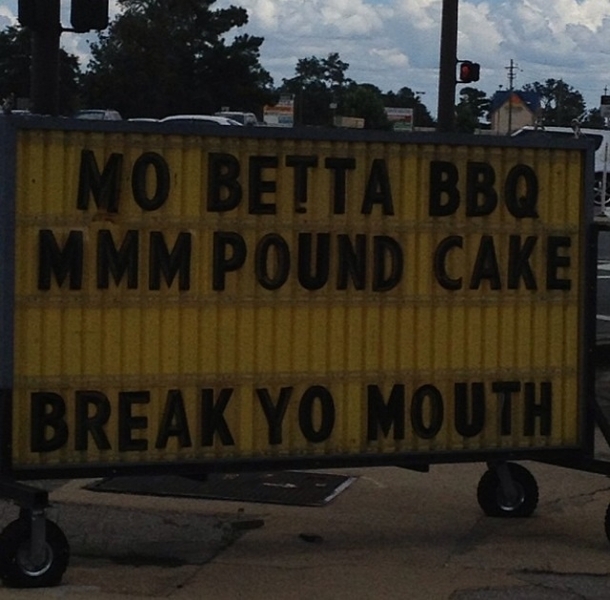 MO BETTA BBQ
MMM POUND CAKE
BREAK YO MOUTH